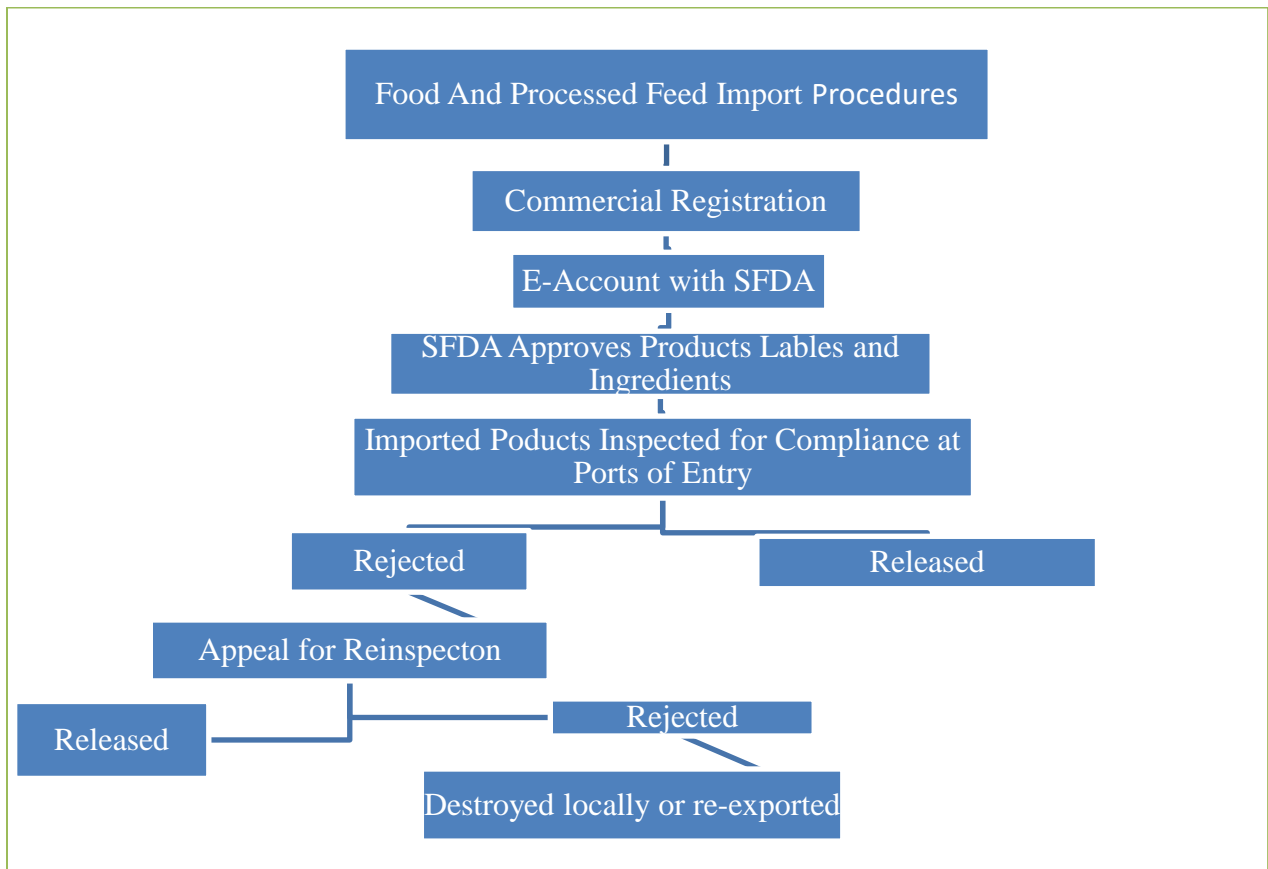 Food And Processed Feed Import Procedures
Commercial Registration
E-Account with SFDA
SFDA Approves Products Lables and
Ingredients
Imported Poducts Inspected for Compliance at
Ports of Entry
Rejected
Released
Appeal for Reinspecton
Released
Rejected
Destroyed locally or re-exported